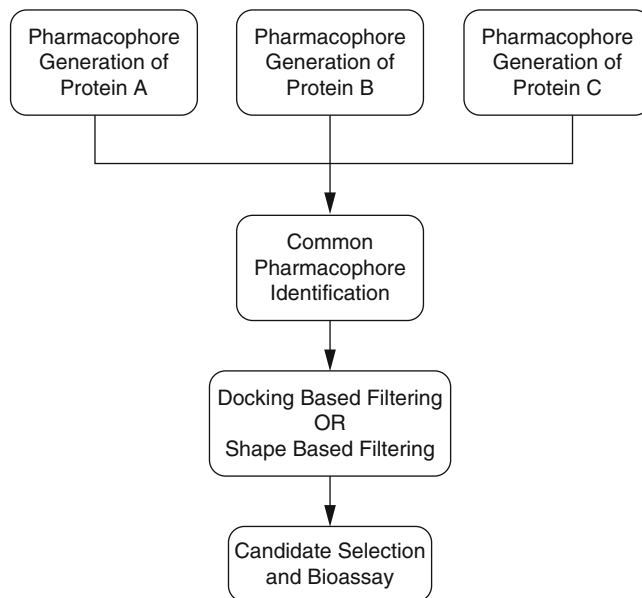 Pharmacophore
Generation of
Protein A
Pharmacophore
Generation of
Protein B
Pharmacophore
Generation of
Protein C
Common
Pharmacophore
Identification
Docking Based Filtering
OR
Shape Based Filtering
Candidate Selection
and Bioassay